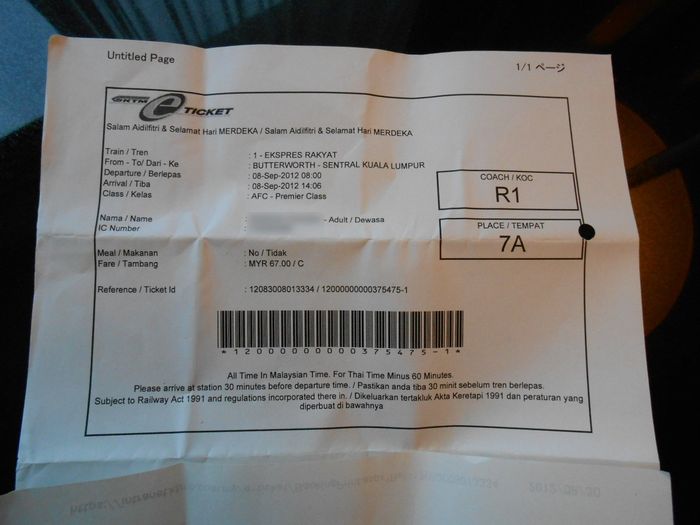 Untitled Page
1/1 ページ
KTM e TICKET
Salam Aidilfitri & Selamat Hari MERDEKA / Salam Aidilfitri & Selamat Hari MERDEKA
Train / Tren : 1 - EKSPRES RAKYAT
From - To/ Dari - Ke : BUTTERWORTH - SENTRAL KUALA LUMPUR
Departure / Berlepas : 08-Sep-2012 08:00
Arrival / Tiba : 08-Sep-2012 14:06
Class / Kelas : AFC - Premier Class
COACH / KOC
R1
Nama / Name : - Adult / Dewasa
IC Number :
PLACE / TEMPAT
7A
Meal / Makanan : No / Tidak
Fare / Tambang : MYR 67.00 / C
Reference / Ticket Id : 12083008013334 / 12000000000375475-1
*12000000000375475-1*
All Time In Malaysian Time. For Thai Time Minus 60 Minutes.
Please arrive at station 30 minutes before departure time. / Pastikan anda tiba 30 minit sebelum tren berlepas.
Subject to Railway Act 1991 and regulations incorporated there in. / Dikeluarkan tertakluk Akta Keretapi 1991 dan peraturan yang
diperbuat di bawahnya